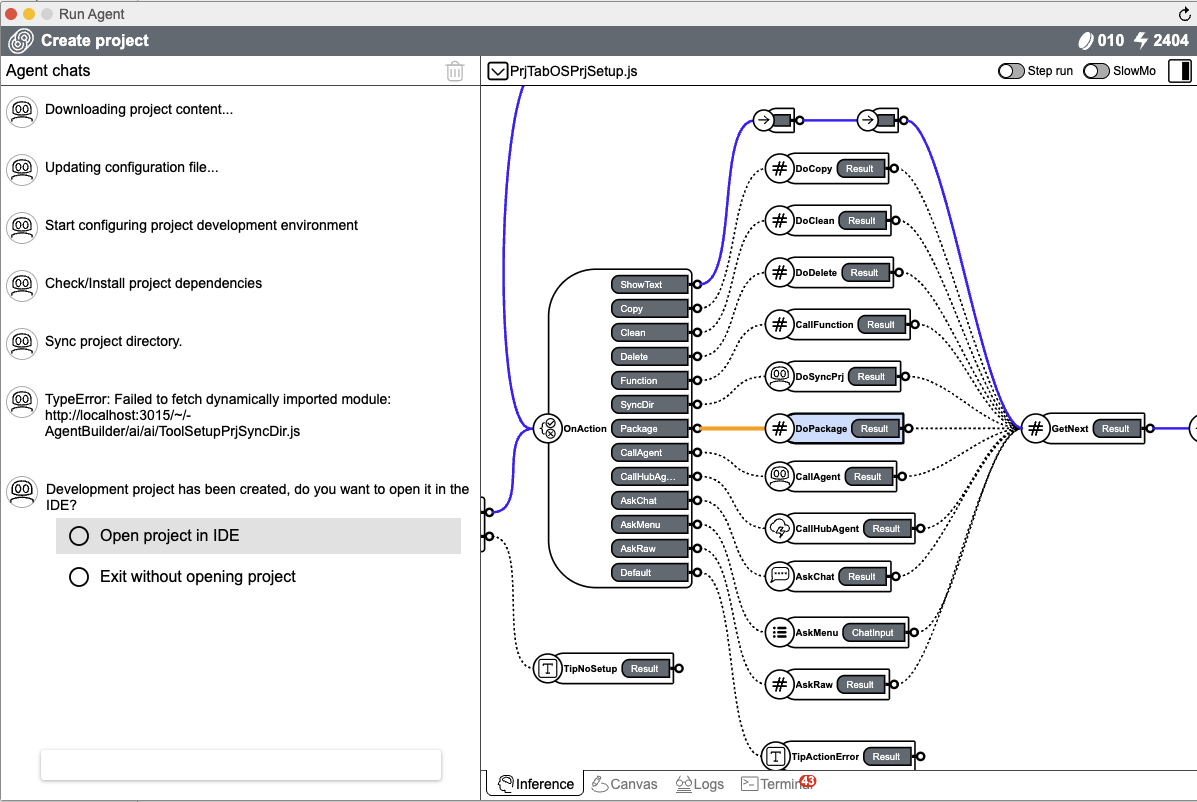 Run Agent
Create project
010
2404
Agent chats
PrjTabOSPrjSetup.js
Step run
SlowMo
Downloading project content...
Updating configuration file...
Start configuring project development environment
Check/Install project dependencies
Sync project directory.
TypeError: Failed to fetch dynamically imported module:
http://localhost:3015/~/-
AgentBuilder/ai/ai/ToolSetupPrjSyncDir.js
Development project has been created, do you want to open it in the
IDE?
Open project in IDE
Exit without opening project
OnAction
ShowText
Copy
Clean
Delete
Function
SyncDir
Package
CallAgent
CallHubAg...
AskChat
AskMenu
AskRaw
Default
TipNoSetup Result
DoCopy Result
DoClean Result
DoDelete Result
CallFunction Result
DoSyncPrj Result
DoPackage Result
CallAgent Result
CallHubAgent Result
AskChat Result
AskMenu ChatInput
AskRaw Result
TipActionError Result
GetNext Result
Inference
Canvas
Logs
43